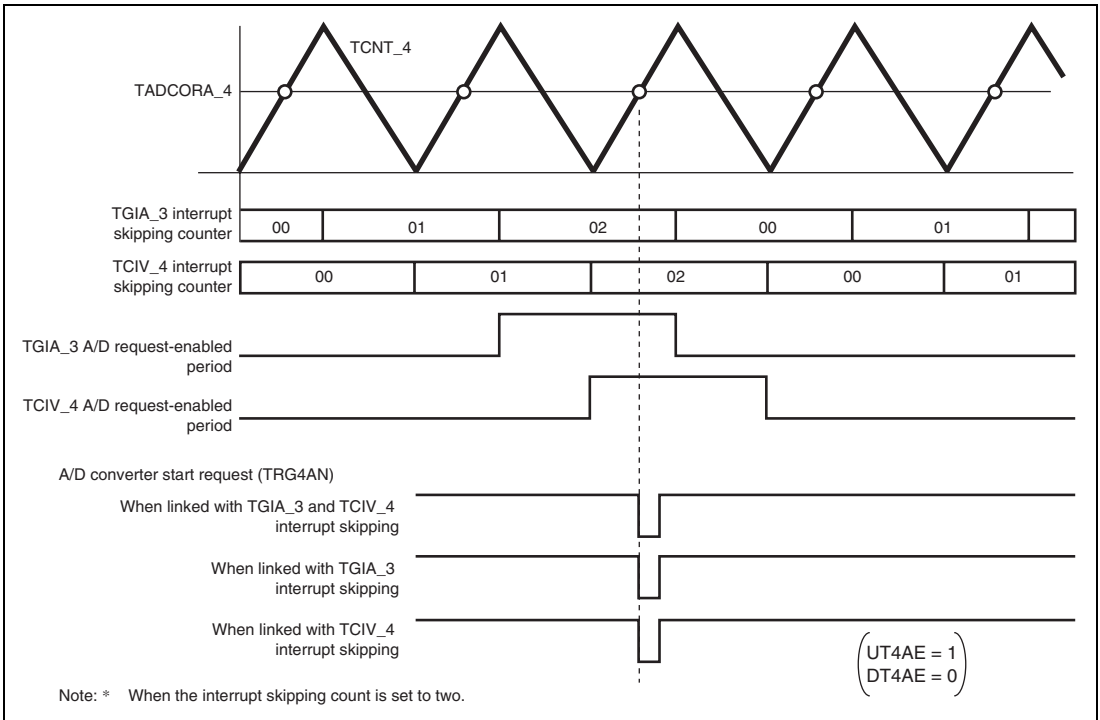 TCNT_4
TADCORA_4
TGIA_3 interrupt
skipping counter
00 01 02 00 01
TCIV_4 interrupt
skipping counter
00 01 02 00 01
TGIA_3 A/D request-enabled
period
TCIV_4 A/D request-enabled
period
A/D converter start request (TRG4AN)
When linked with TGIA_3 and TCIV_4
interrupt skipping
When linked with TGIA_3
interrupt skipping
When linked with TCIV_4
interrupt skipping
UT4AE = 1
DT4AE = 0
Note: * When the interrupt skipping count is set to two.